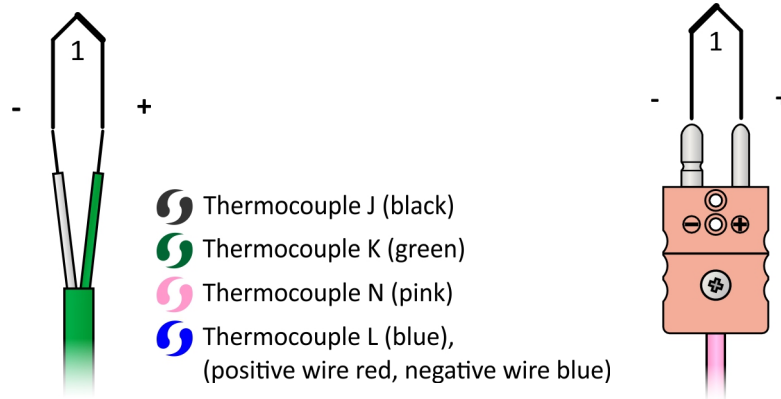 1
- +
Thermocouple J (black)
Thermocouple K (green)
Thermocouple N (pink)
Thermocouple L (blue),
(positive wire red, negative wire blue)
1
-
- +